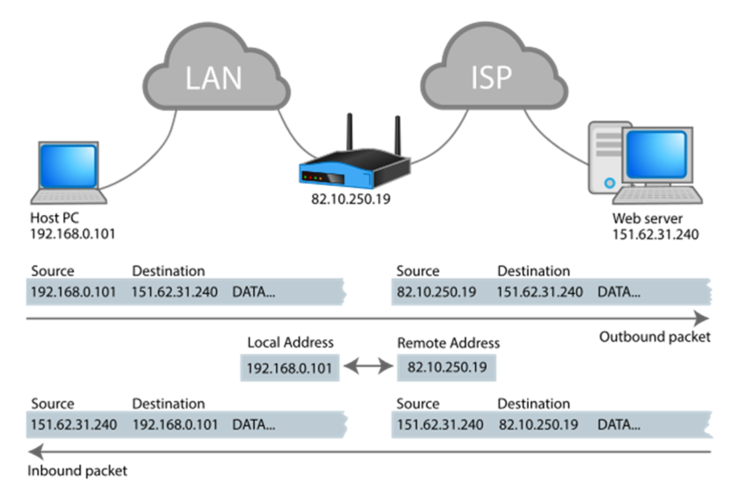 LAN
ISP
82.10.250.19
Host PC
192.168.0.101
Web server
151.62.31.240
Source Destination
192.168.0.101 151.62.31.240 DATA...
Source Destination
82.10.250.19 151.62.31.240 DATA...
Outbound packet
Local Address
192.168.0.101
Remote Address
82.10.250.19
Source Destination
151.62.31.240 192.168.0.101 DATA...
Source Destination
151.62.31.240 82.10.250.19 DATA...
Inbound packet